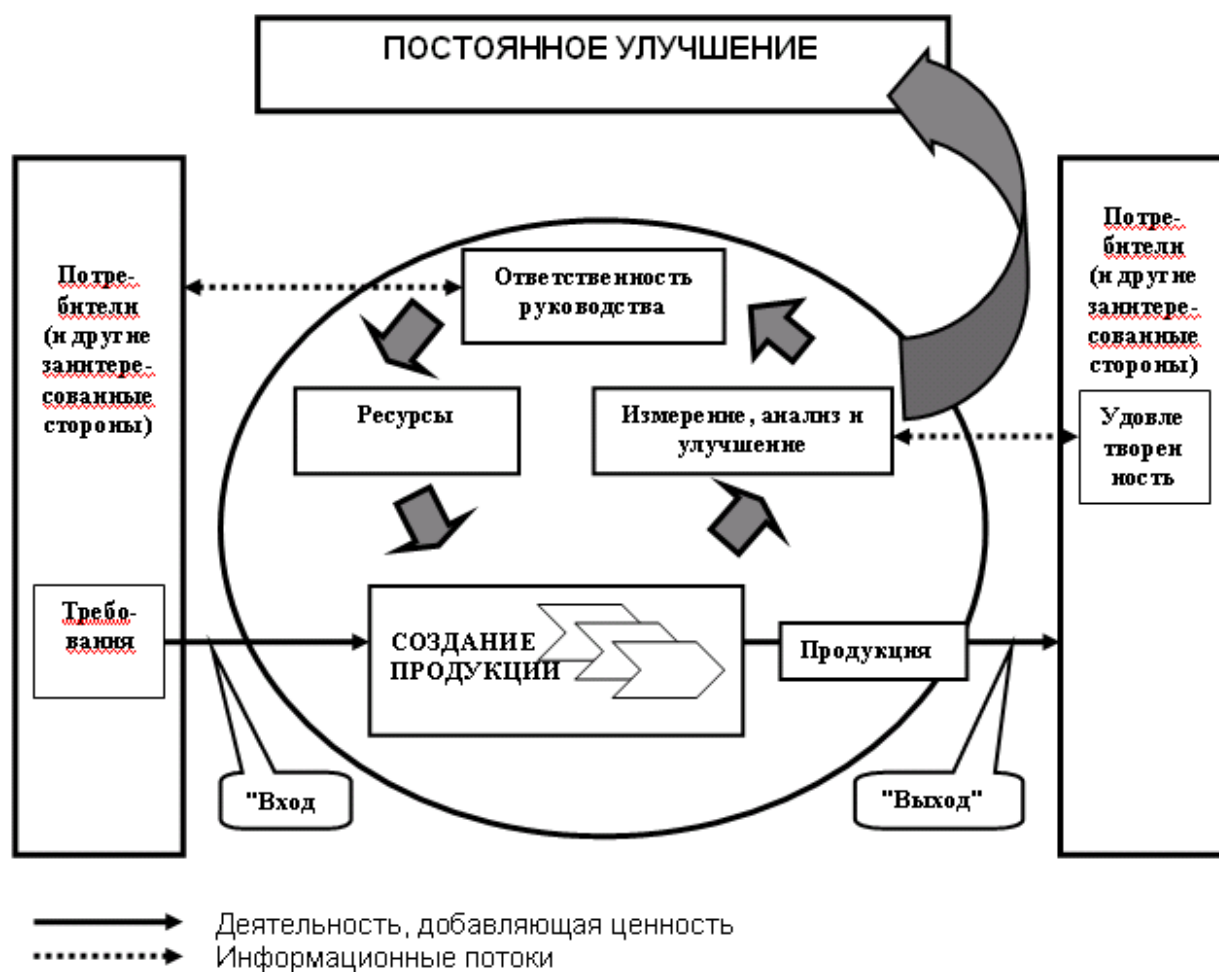 ПОСТОЯННОЕ УЛУЧШЕНИЕ
Потре-
бители
(и другие
заинтере-
сованные
стороны)
Требо-
вания
Ответственность
руководства
Ресурсы
Измерение, анализ и
улучшение
СОЗДАНИЕ
ПРОДУКЦИИ
Продукция
"Вход
"Выход"
Потре-
бители
(и другие
заинтере-
сованные
стороны)
Удовле
творен
ность
Деятельность, добавляющая ценность
Информационные потоки